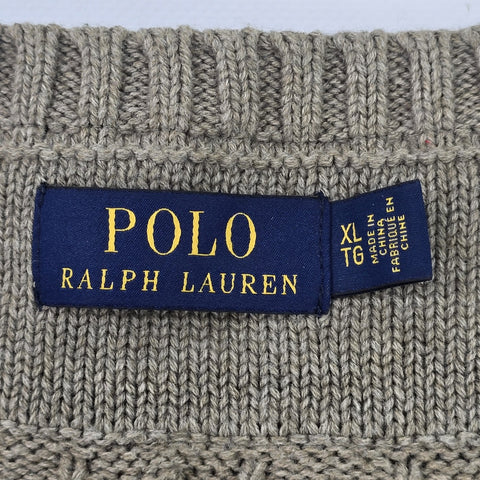 POLO
RALPH LAUREN
XL
TG
MADE IN
CHINA
FABRIQUÉ EN
CHINE